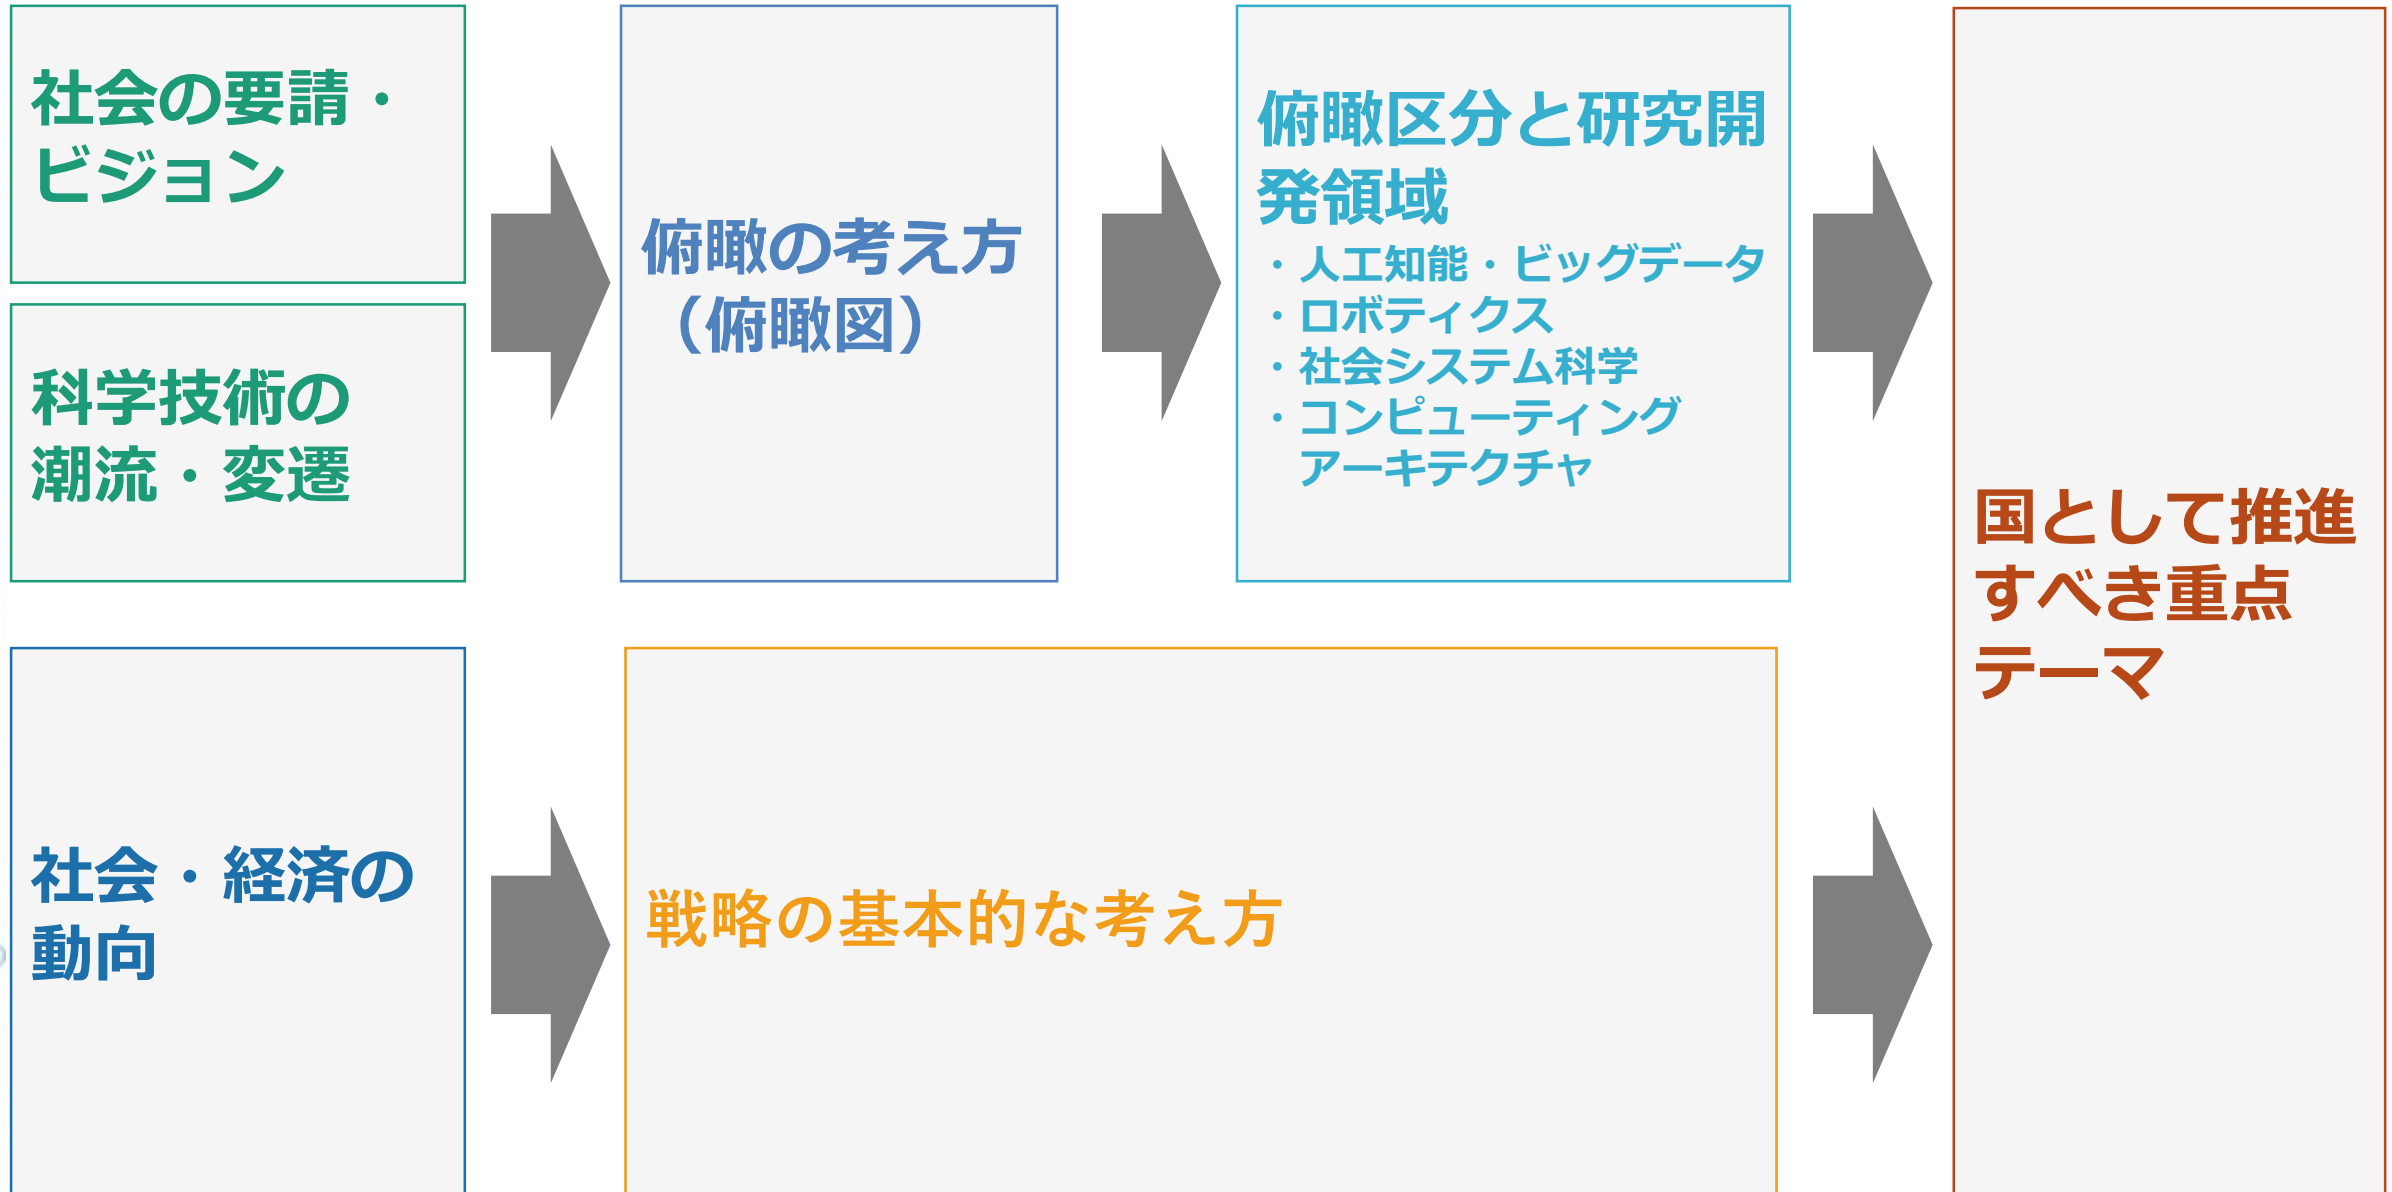 社会の要請・
ビジョン
科学技術の
潮流・変遷
俯瞰の考え方
（俯瞰図）
俯瞰区分と研究開
発領域
・人工知能・ビッグデータ
・ロボティクス
・社会システム科学
・コンピューティング
アーキテクチャ
社会・経済の
動向
戦略の基本的な考え方
国として推進
すべき重点
テーマ